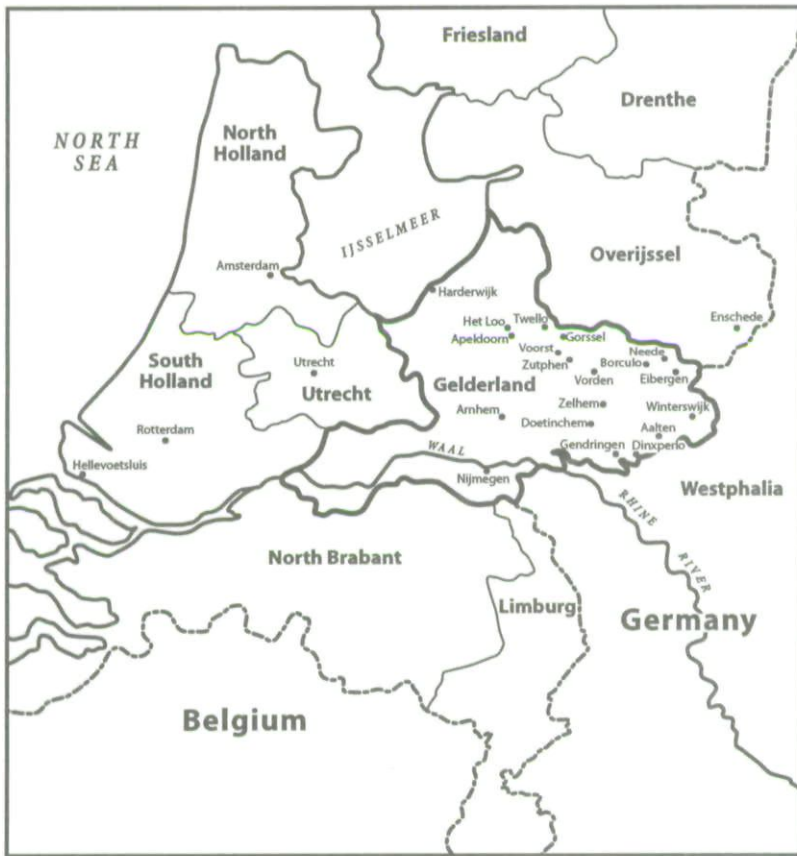 Friesland
Drenthe
NORTH
SEA
North
Holland
IJSSELMEER
Overijssel
Amsterdam
Harderwijk
Het Loo
Twello
Enschede
Apeldoorn
Gorssel
Voorst
Neede
Zutphen
Borculo
South
Holland
Utrecht
Utrecht
Gelderland
Vorden
Eibergen
Arnhem
Zelhem
Winterswijk
Doetinchem
Aalten
Rotterdam
WAAL
Gendringen
Dinxperlo
Hellevoetsluis
Nijmegen
Westphalia
RHINE
RIVER
North Brabant
Limburg
Germany
Belgium